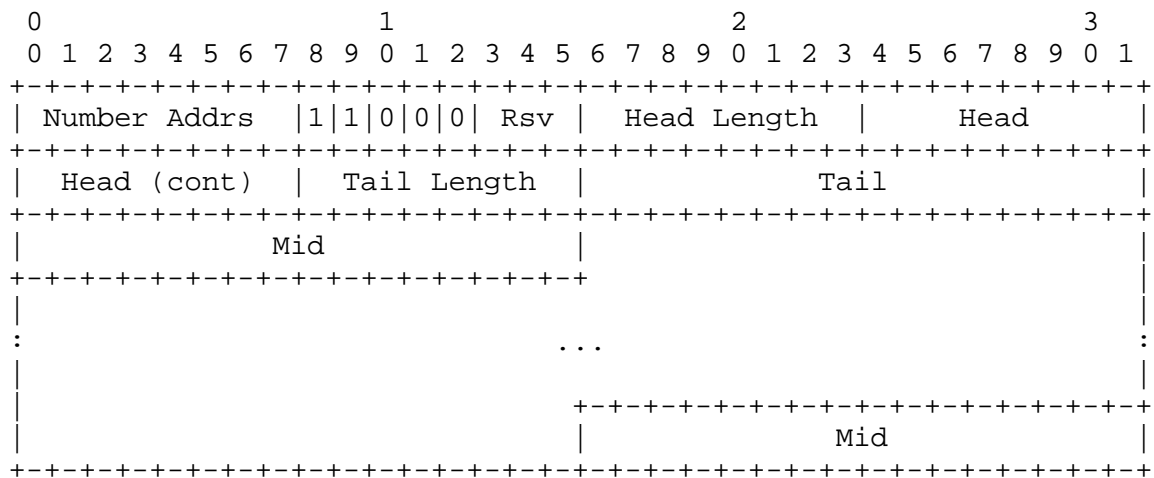 0                   1                   2                   3
 0 1 2 3 4 5 6 7 8 9 0 1 2 3 4 5 6 7 8 9 0 1 2 3 4 5 6 7 8 9 0 1
+-+-+-+-+-+-+-+-+-+-+-+-+-+-+-+-+-+-+-+-+-+-+-+-+-+-+-+-+-+-+-+-+
| Number Addrs  |1|1|0|0|0| Rsv |  Head Length  |     Head      |
+-+-+-+-+-+-+-+-+-+-+-+-+-+-+-+-+-+-+-+-+-+-+-+-+-+-+-+-+-+-+-+-+
|  Head (cont)  |  Tail Length  |             Tail              |
+-+-+-+-+-+-+-+-+-+-+-+-+-+-+-+-+-+-+-+-+-+-+-+-+-+-+-+-+-+-+-+-+
|              Mid              |                               |
+-+-+-+-+-+-+-+-+-+-+-+-+-+-+-+-+                               |
|                                                               |
:                              ...                              :
|                                                               |
|                               +-+-+-+-+-+-+-+-+-+-+-+-+-+-+-+-+
|                               |              Mid              |
+-+-+-+-+-+-+-+-+-+-+-+-+-+-+-+-+-+-+-+-+-+-+-+-+-+-+-+-+-+-+-+-+